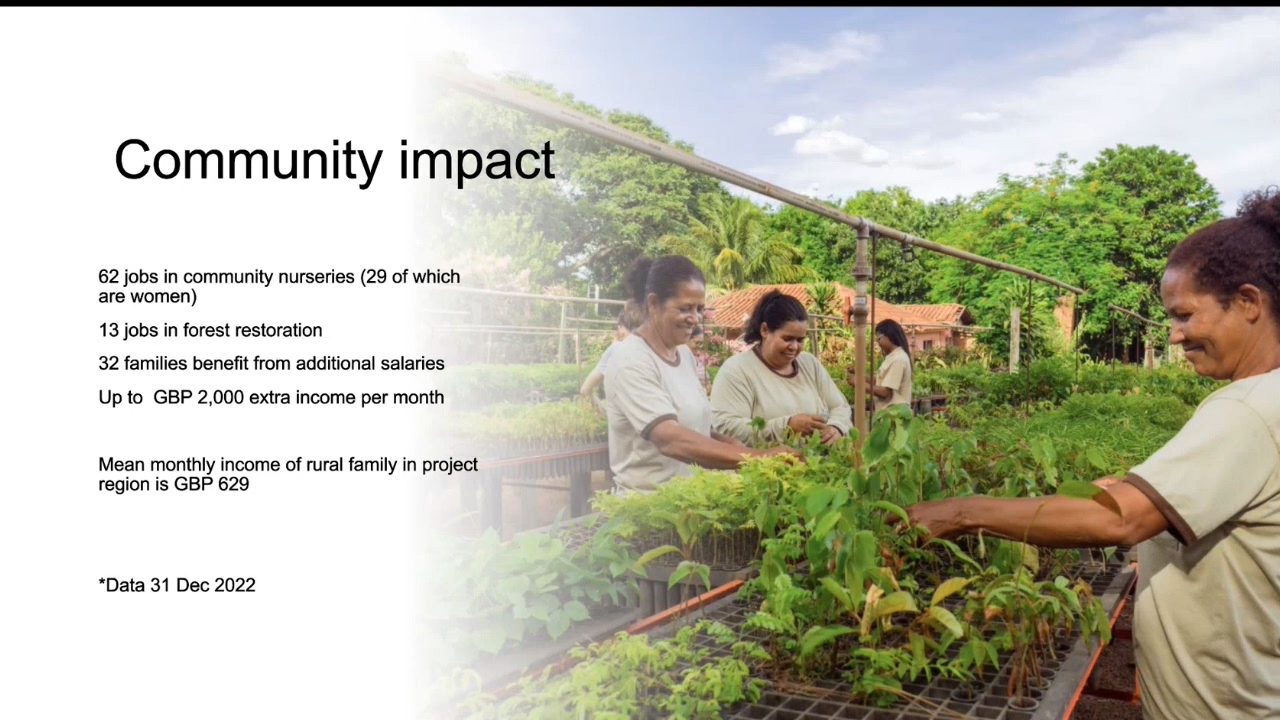 Community impact
62 jobs in community nurseries (29 of which
are women)
13 jobs in forest restoration
32 families benefit from additional salaries
Up to  GBP 2,000 extra income per month
Mean monthly income of rural family in project
region is GBP 629
*Data 31 Dec 2022